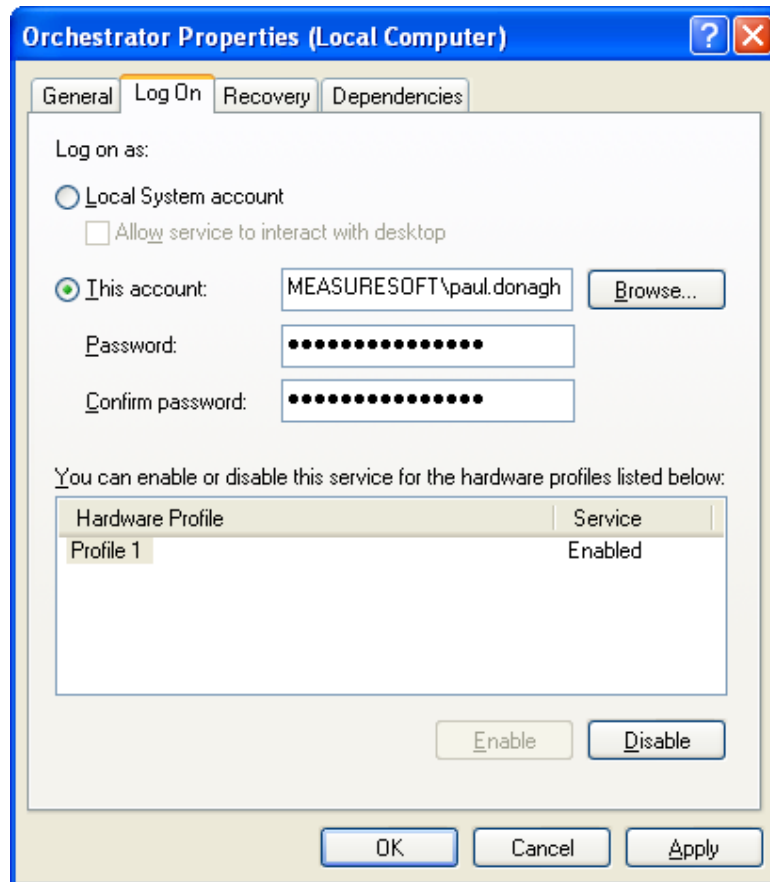 Orchestrator Properties (Local Computer)
General Log On Recovery Dependencies
Log on as:
Local System account
Allow service to interact with desktop
This account: MEASURESOFT\paul.donagh Browse...
Password: •••••••••••••••
Confirm password: •••••••••••••••
You can enable or disable this service for the hardware profiles listed below:
Hardware Profile Service
Profile 1 Enabled
Enable Disable
OK Cancel Apply